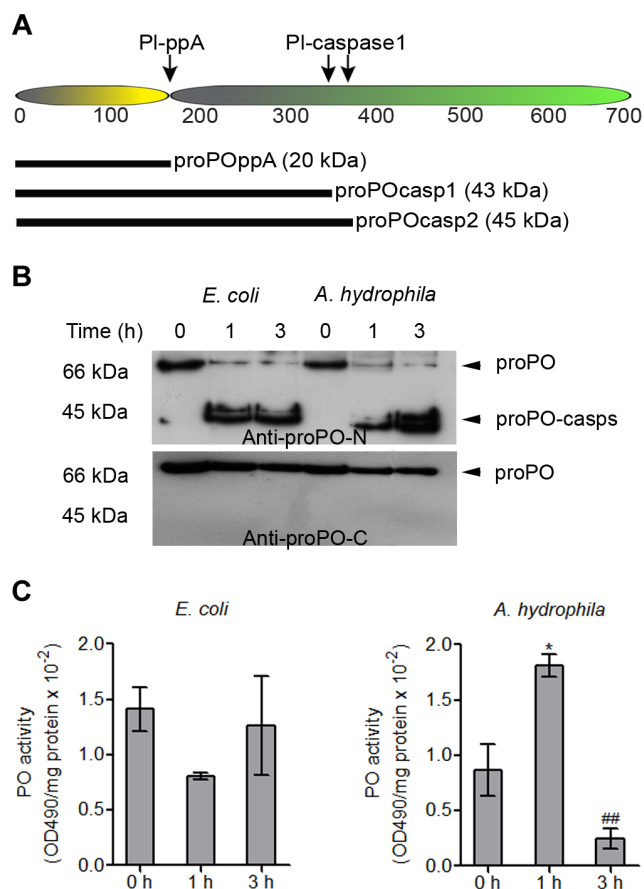 A
Pl-ppA Pl-caspase1
0 100 200 300 400 500 600 700
proPOppA (20 kDa)
proPOcasp1 (43 kDa)
proPOcasp2 (45 kDa)
B
E. coli A. hydrophila
Time (h) 0 1 3 0 1 3
66 kDa proPO
45 kDa proPO-casps
Anti-proPO-N
66 kDa proPO
45 kDa
Anti-proPO-C
C
E. coli
PO activity
(OD490/mg protein x 10-2)
2.0
1.5
1.0
0.5
0.0
0 h 1 h 3 h
A. hydrophila
PO activity
(OD490/mg protein x 10-2)
2.0
1.5
1.0
0.5
0.0
*
##
0 h 1 h 3 h